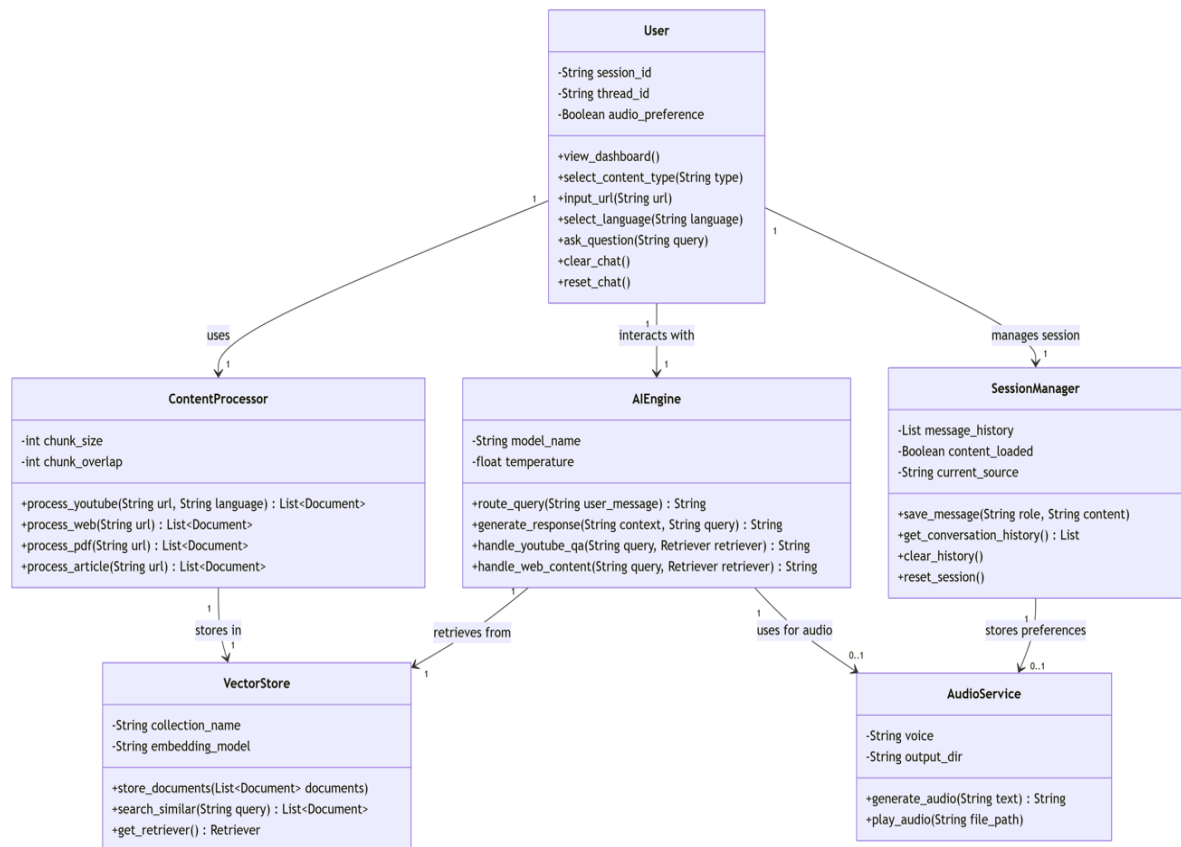 User
-String session_id
-String thread_id
-Boolean audio_preference
+view_dashboard()
+select_content_type(String type)
+input_url(String url)
+select_language(String language)
+ask_question(String query)
+clear_chat()
+reset_chat()
1
1
1
uses
interacts with
manages session
1
1
1
ContentProcessor
-int chunk_size
-int chunk_overlap
+process_youtube(String url, String language) : List<Document>
+process_web(String url) : List<Document>
+process_pdf(String url) : List<Document>
+process_article(String url) : List<Document>
AIEngine
-String model_name
-float temperature
+route_query(String user_message) : String
+generate_response(String context, String query) : String
+handle_youtube_qa(String query, Retriever retriever) : String
+handle_web_content(String query, Retriever retriever) : String
SessionManager
-List message_history
-Boolean content_loaded
-String current_source
+save_message(String role, String content)
+get_conversation_history() : List
+clear_history()
+reset_session()
1
1
1
1
stores in
retrieves from
uses for audio
stores preferences
1
1
0..1
0..1
VectorStore
-String collection_name
-String embedding_model
+store_documents(List<Document> documents)
+search_similar(String query) : List<Document>
+get_retriever() : Retriever
AudioService
-String voice
-String output_dir
+generate_audio(String text) : String
+play_audio(String file_path)